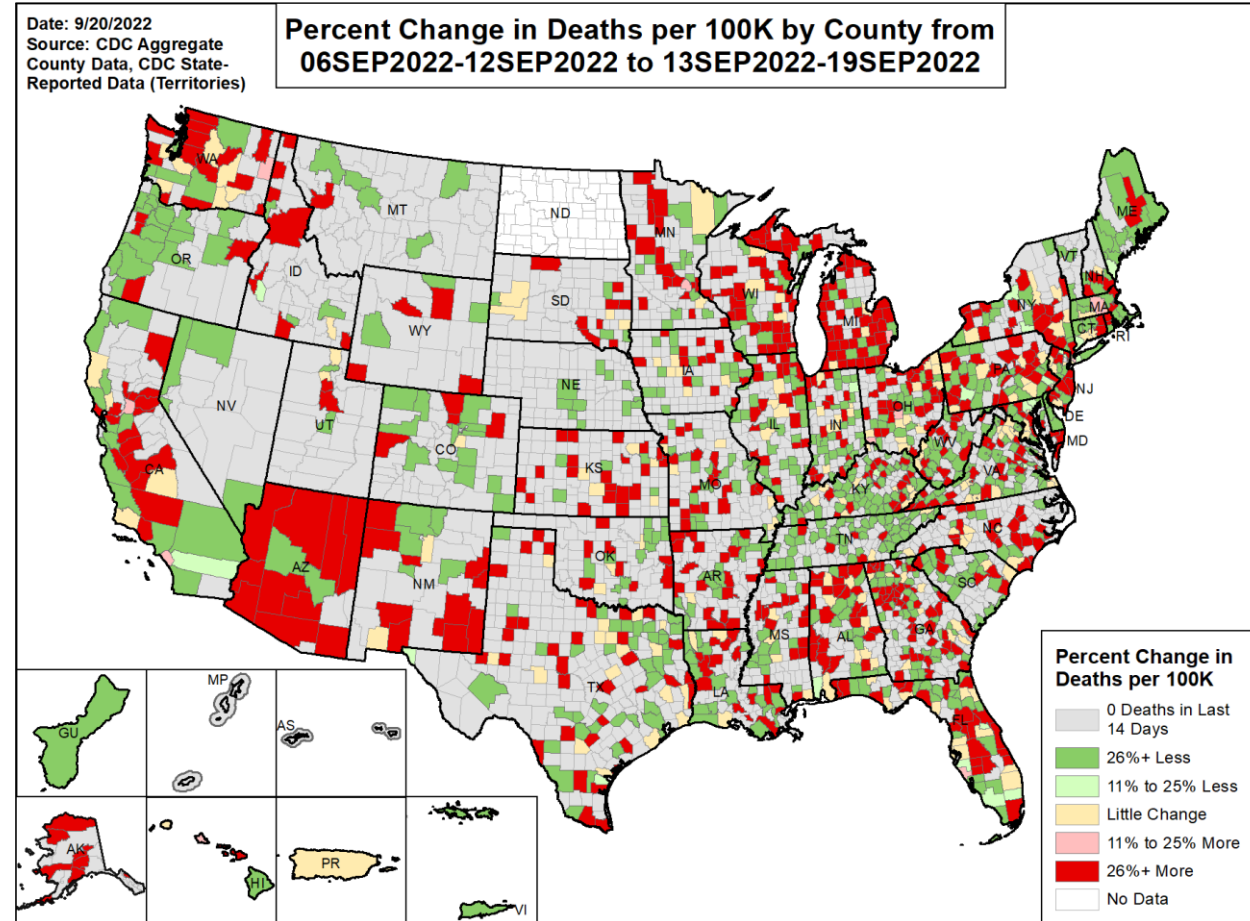 Date: 9/20/2022
Source: CDC Aggregate
County Data, CDC State-
Reported Data (Territories)
Percent Change in Deaths per 100K by County from
06SEP2022-12SEP2022 to 13SEP2022-19SEP2022
WA
MT
ND
MN
ME
OR
ID
SD
WI
VT
NH
NY
MA
WY
MI
CT
RI
IA
PA
NE
NJ
NV
OH
IL
IN
DE
UT
CO
WV
MD
CA
KS
MO
VA
KY
NC
TN
OK
AZ
NM
AR
SC
MS
AL
GA
TX
LA
FL
MP
GU
AS
AK
HI
PR
VI
Percent Change in
Deaths per 100K
0 Deaths in Last
14 Days
26%+ Less
11% to 25% Less
Little Change
11% to 25% More
26%+ More
No Data